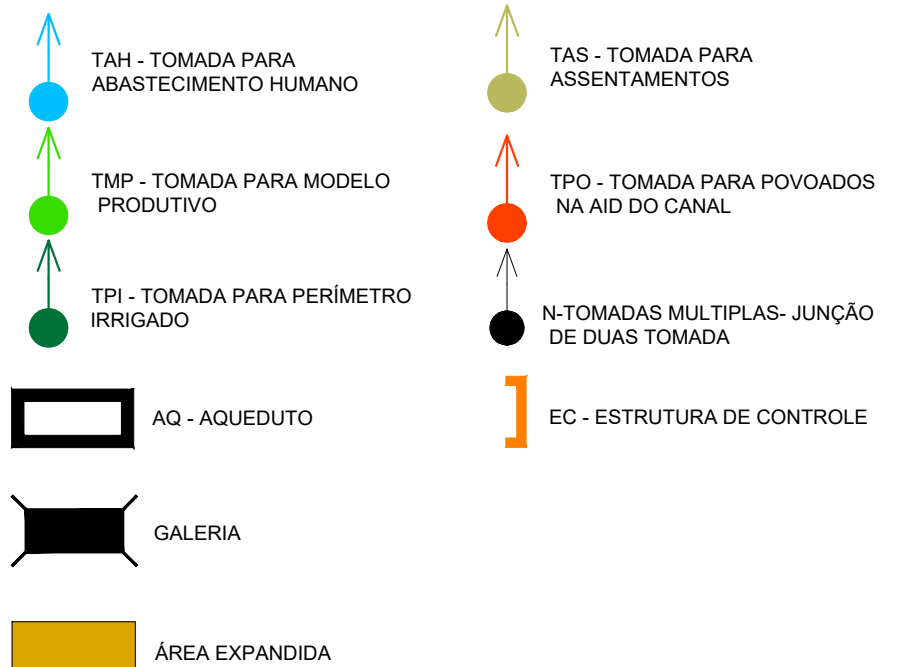 TAH - TOMADA PARA
ABASTECIMENTO HUMANO
TMP - TOMADA PARA MODELO
PRODUTIVO
TPI - TOMADA PARA PERÍMETRO
IRRIGADO
AQ - AQUEDUTO
GALERIA
ÁREA EXPANDIDA
TAS - TOMADA PARA
ASSENTAMENTOS
TPO - TOMADA PARA POVOADOS
NA AID DO CANAL
N-TOMADAS MULTIPLAS- JUNÇÃO
DE DUAS TOMADA
EC - ESTRUTURA DE CONTROLE